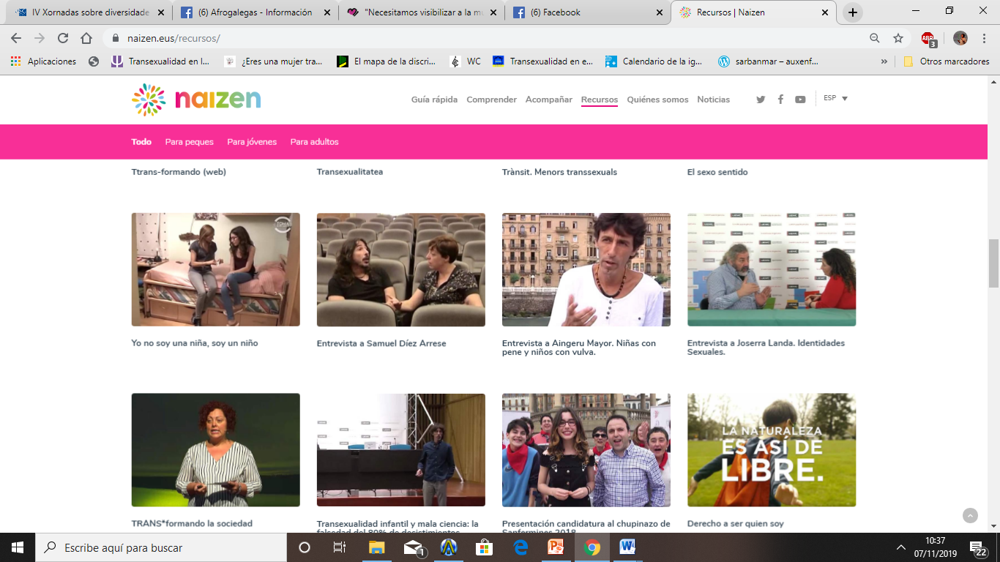 IV Xornadas sobre diversidade
(6) Afrogalegas - Información
"Necesitamos visibilizar a la mu
(6) Facebook
Recursos | Naizen
naizen.eus/recursos/
ABP
3
Aplicaciones
Transexualidad en l...
¿Eres una mujer tra...
El mapa de la discri...
WC
Transexualidad en e...
Calendario de la ig...
sarbanmar – auxenf...
»
Otros marcadores
naizen
Guía rápida
Comprender
Acompañar
Recursos
Quiénes somos
Noticias
ESP
Todo
Para peques
Para jóvenes
Para adultos
Ttrans-formando (web)
Transexualitatea
Trànsit. Menors transsexuals
El sexo sentido
Yo no soy una niña, soy un niño
Entrevista a Samuel Díez Arrese
Entrevista a Aingeru Mayor. Niñas con
pene y niños con vulva.
Entrevista a Joserra Landa. Identidades
Sexuales.
LA NATURALEZA
ES ASÍ DE
LIBRE.
TRANS*formando la sociedad
Transexualidad infantil y mala ciencia: la
falsedad del 80% de desistimientos
Presentación candidatura al chupinazo de
Sanfermines 2018
Derecho a ser quien soy
Escribe aquí para buscar
1
10:37
07/11/2019
22